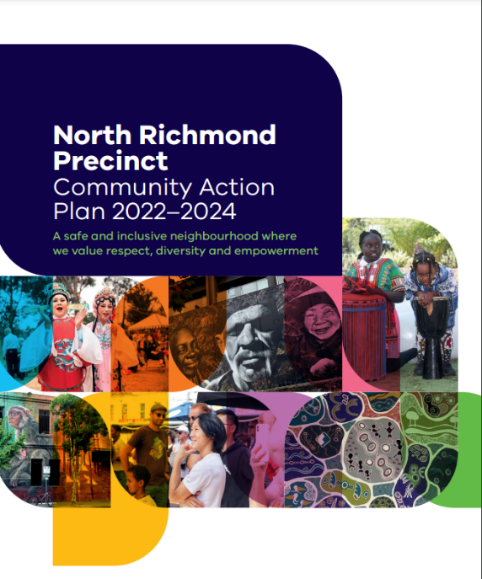 North Richmond
Precinct
Community Action
Plan 2022–2024
A safe and inclusive neighbourhood where
we value respect, diversity and empowerment